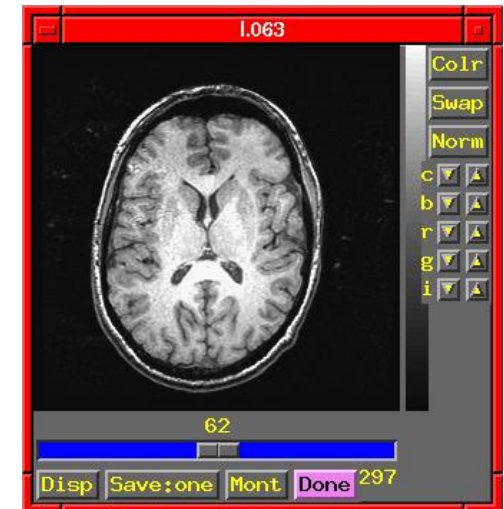 I.063
Colr
Swap
Norm
c
b
r
g
i
62
297
Disp Save:one Mont Done